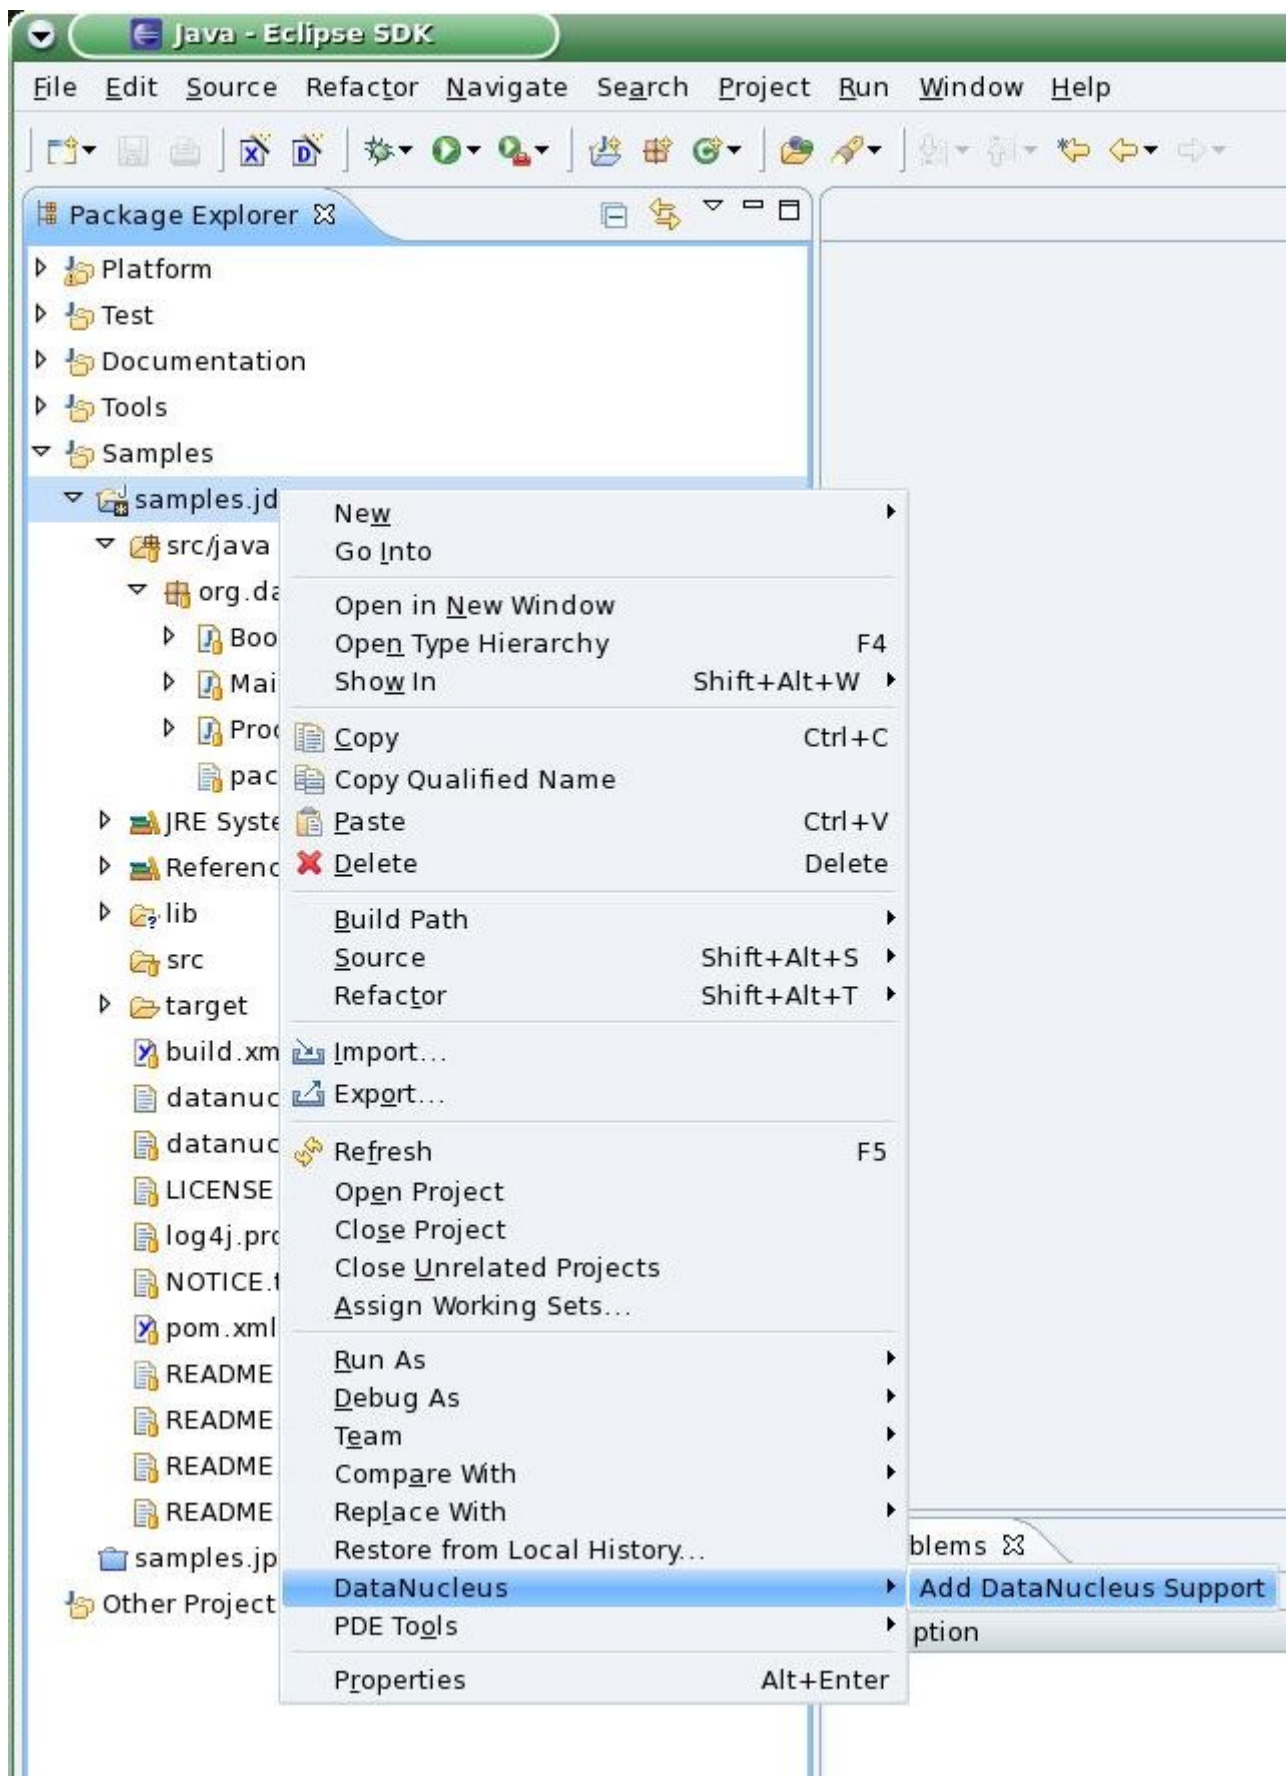 Java - Eclipse SDK
File Edit Source Refactor Navigate Search Project Run Window Help
Package Explorer
Platform
Test
Documentation
Tools
Samples
samples.jd
src/java
org.da
Boo
Mai
Proc
pac
JRE Syste
Referenc
lib
src
target
build.xm
datanuc
datanuc
LICENSE
log4j.pro
NOTICE.t
pom.xml
README
README
README
README
samples.jp
Other Project
New
Go Into
Open in New Window
Open Type Hierarchy F4
Show In Shift+Alt+W
Copy Ctrl+C
Copy Qualified Name
Paste Ctrl+V
Delete Delete
Build Path
Source Shift+Alt+S
Refactor Shift+Alt+T
Import...
Export...
Refresh F5
Open Project
Close Project
Close Unrelated Projects
Assign Working Sets...
Run As
Debug As
Team
Compare With
Replace With
Restore from Local History...
DataNucleus
PDE Tools
Properties Alt+Enter
blems
Add DataNucleus Support
ption